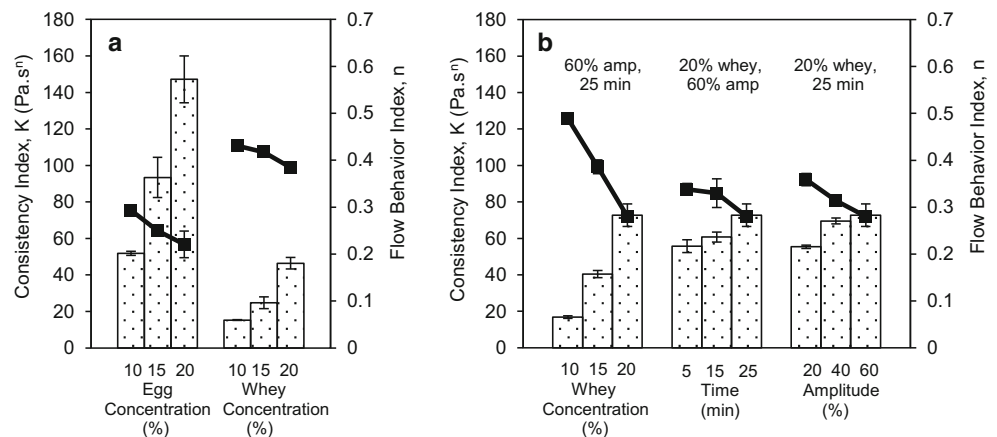 a
Consistency Index, K (Pa.sⁿ)
180
160
140
120
100
80
60
40
20
0
0.7
0.6
0.5
0.4
0.3
0.2
0.1
0
Flow Behavior Index, n
10 15 20
10 15 20
Egg
Concentration
(%)
Whey
Concentration
(%)
b
Consistency Index, K (Pa.sⁿ)
180
160
140
120
100
80
60
40
20
0
60% amp,
25 min
20% whey,
60% amp
20% whey,
25 min
0.7
0.6
0.5
0.4
0.3
0.2
0.1
0
Flow Behavior Index, n
10 15 20
5 15 25
20 40 60
Whey
Concentration
(%)
Time
(min)
Amplitude
(%)